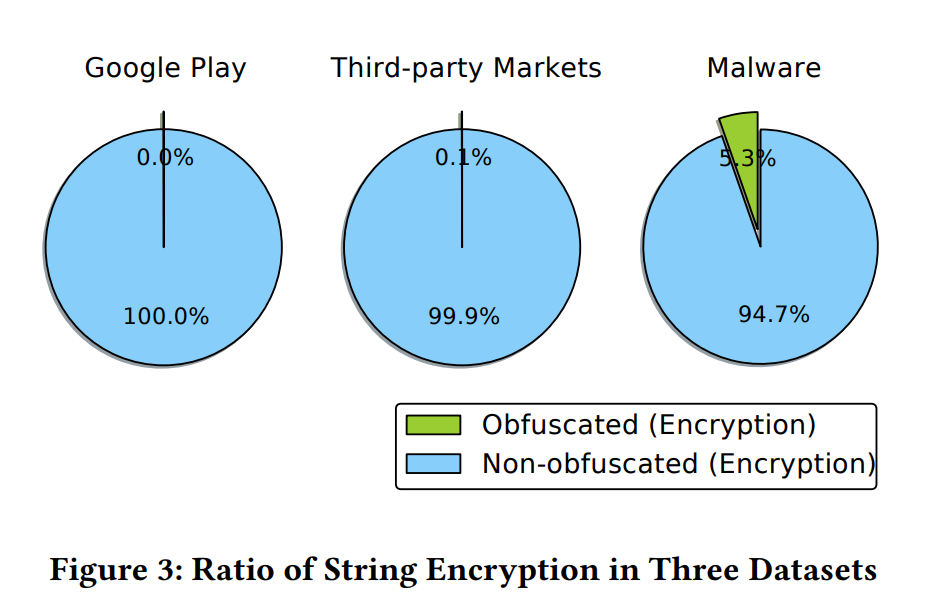 Google Play
Third-party Markets
Malware
0.0%
0.1%
5.3%
100.0%
99.9%
94.7%
Obfuscated (Encryption)
Non-obfuscated (Encryption)
Figure 3: Ratio of String Encryption in Three Datasets